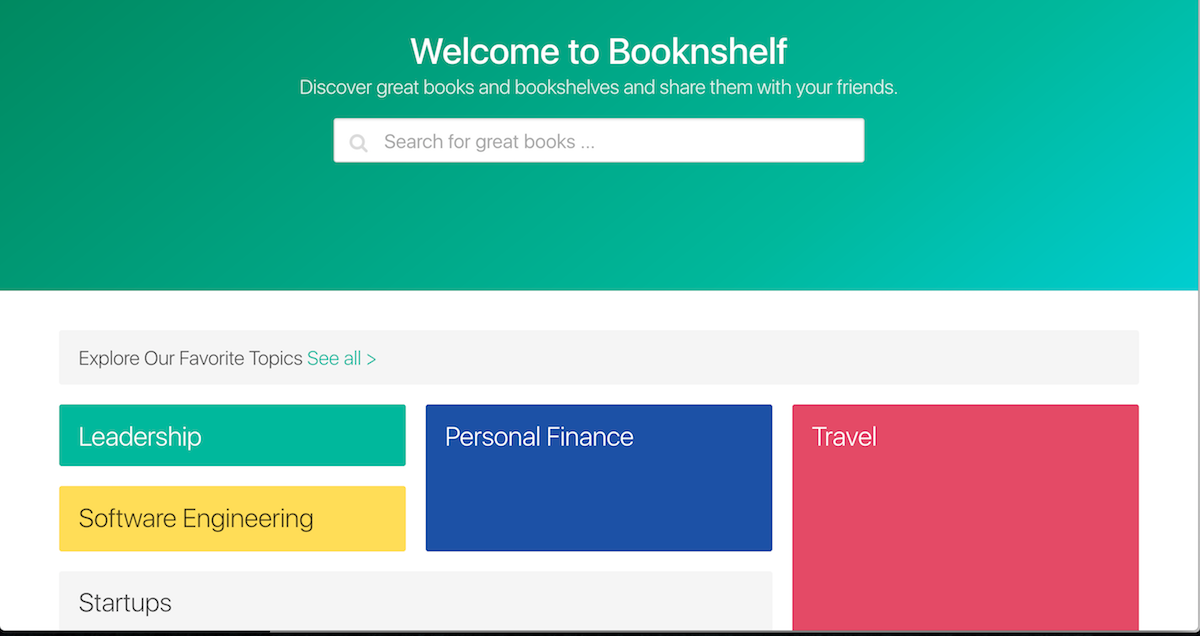 Welcome to Booknshelf
Discover great books and bookshelves and share them with your friends.
Search for great books ...
Explore Our Favorite Topics See all >
Leadership
Personal Finance
Travel
Software Engineering
Startups